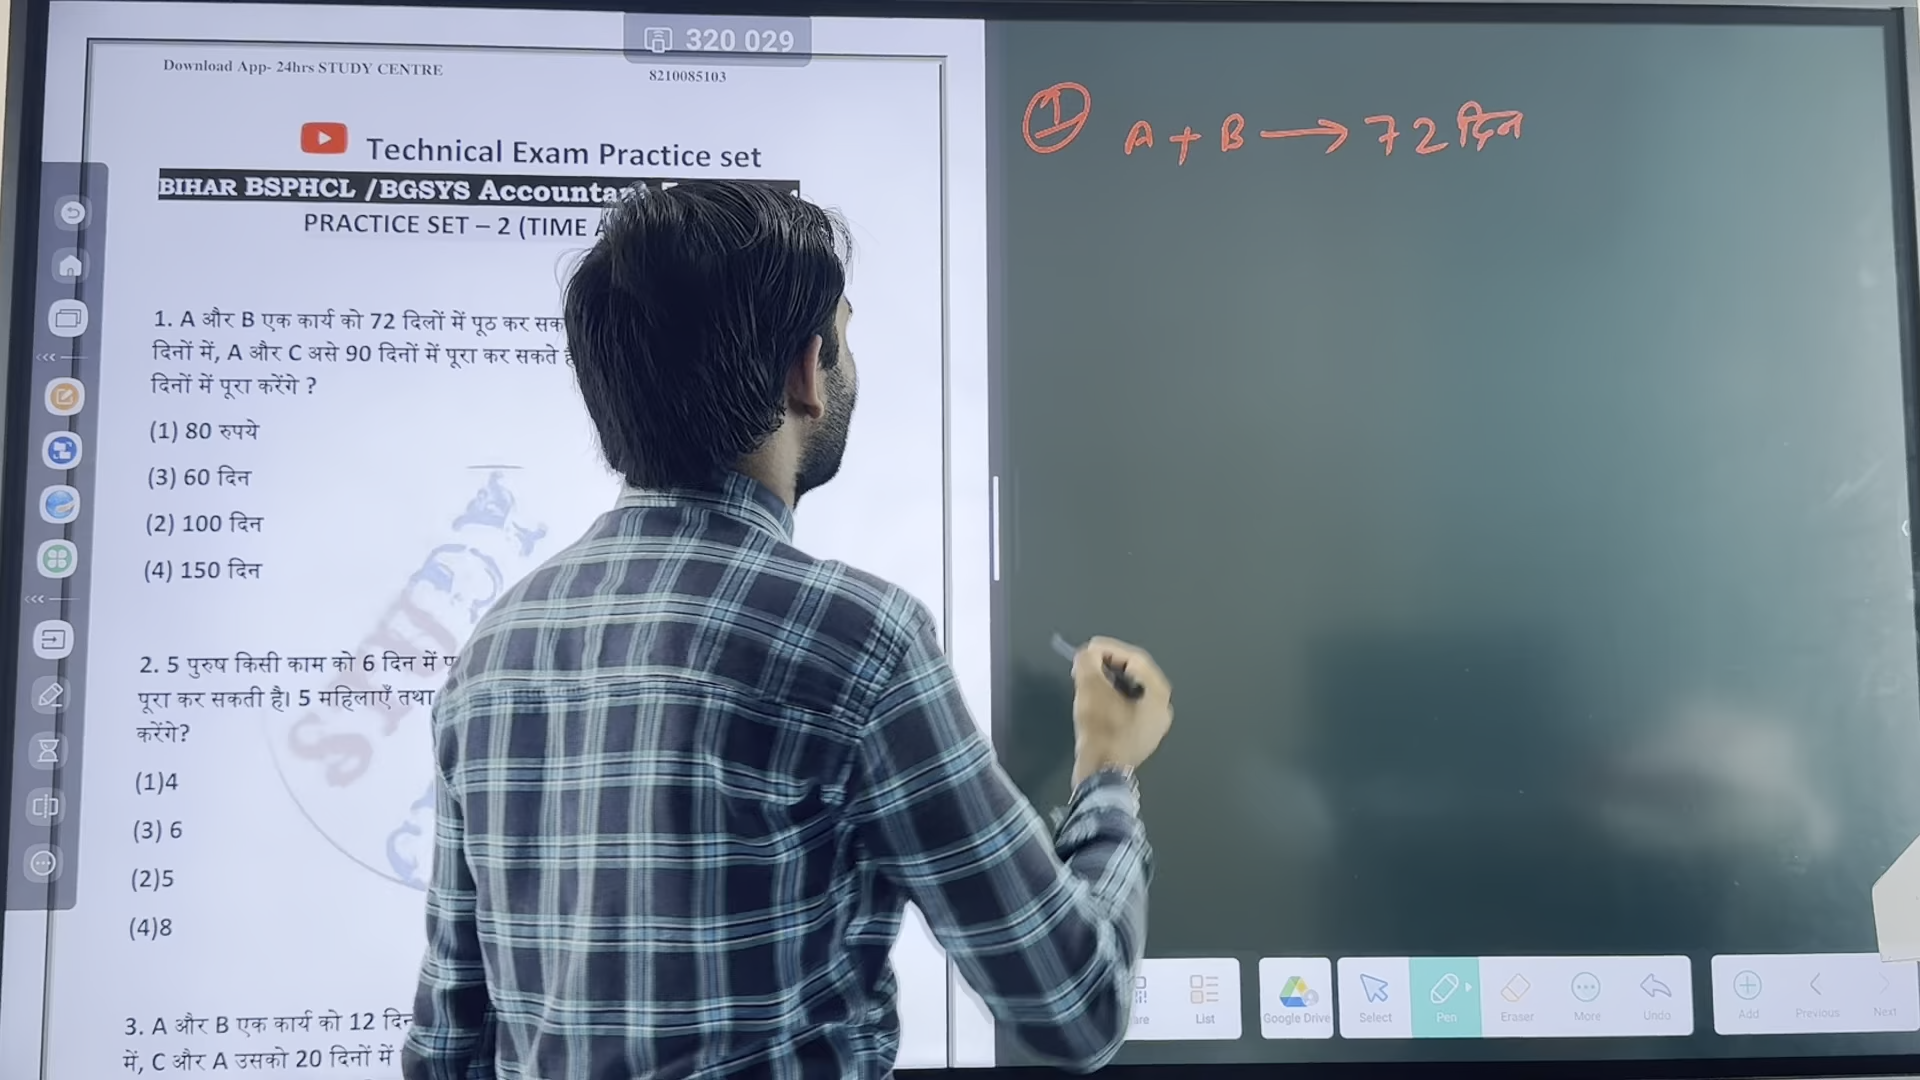 320 029
Download App- 24hrs STUDY CENTRE
8210085103
Technical Exam Practice set
BIHAR BSPHCL /BGSYS
PRACTICE SET – 2 (TIME
1. A और B एक कार्य को 72 दिलों में पूठ कर
दिनों में, A और C असे 90 दिनों में पूरा कर सकते
दिनों में पूरा करेंगे ?
(1) 80 रुपये
(3) 60 दिन
(2) 100 दिन
(4) 150 दिन
2. 5 पुरुष किसी काम को 6 दिन में
पूरा कर सकती है। 5 महिलाएँ तथा
करेंगे?
(1)4
(3) 6
(2)5
(4)8
3. A और B एक कार्य को 12
में, C और A उसको 20 दिनों में
STUDY
1 A + B → 72 दिन
List
Google Drive
Select
Pen
Eraser
More
Undo
Add
Previous
Next